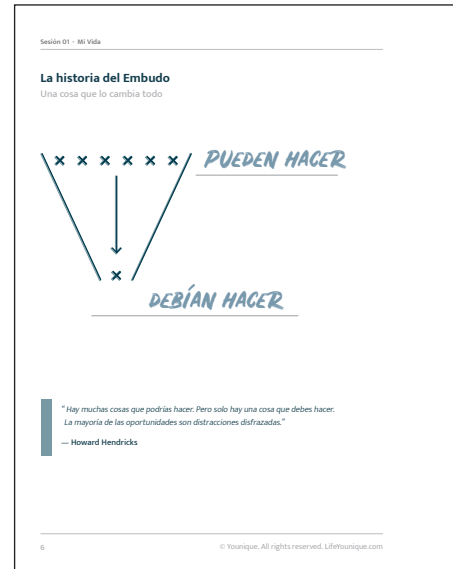 Sesión 01 - Mi Vida
La historia del Embudo
Una cosa que lo cambia todo
× × × × × × PUEDEN HACER
×
DEBÍAN HACER
“ Hay muchas cosas que podrías hacer. Pero solo hay una cosa que debes hacer.
La mayoría de las oportunidades son distracciones disfrazadas.”
— Howard Hendricks
6 © Younique. All rights reserved. LifeYounique.com